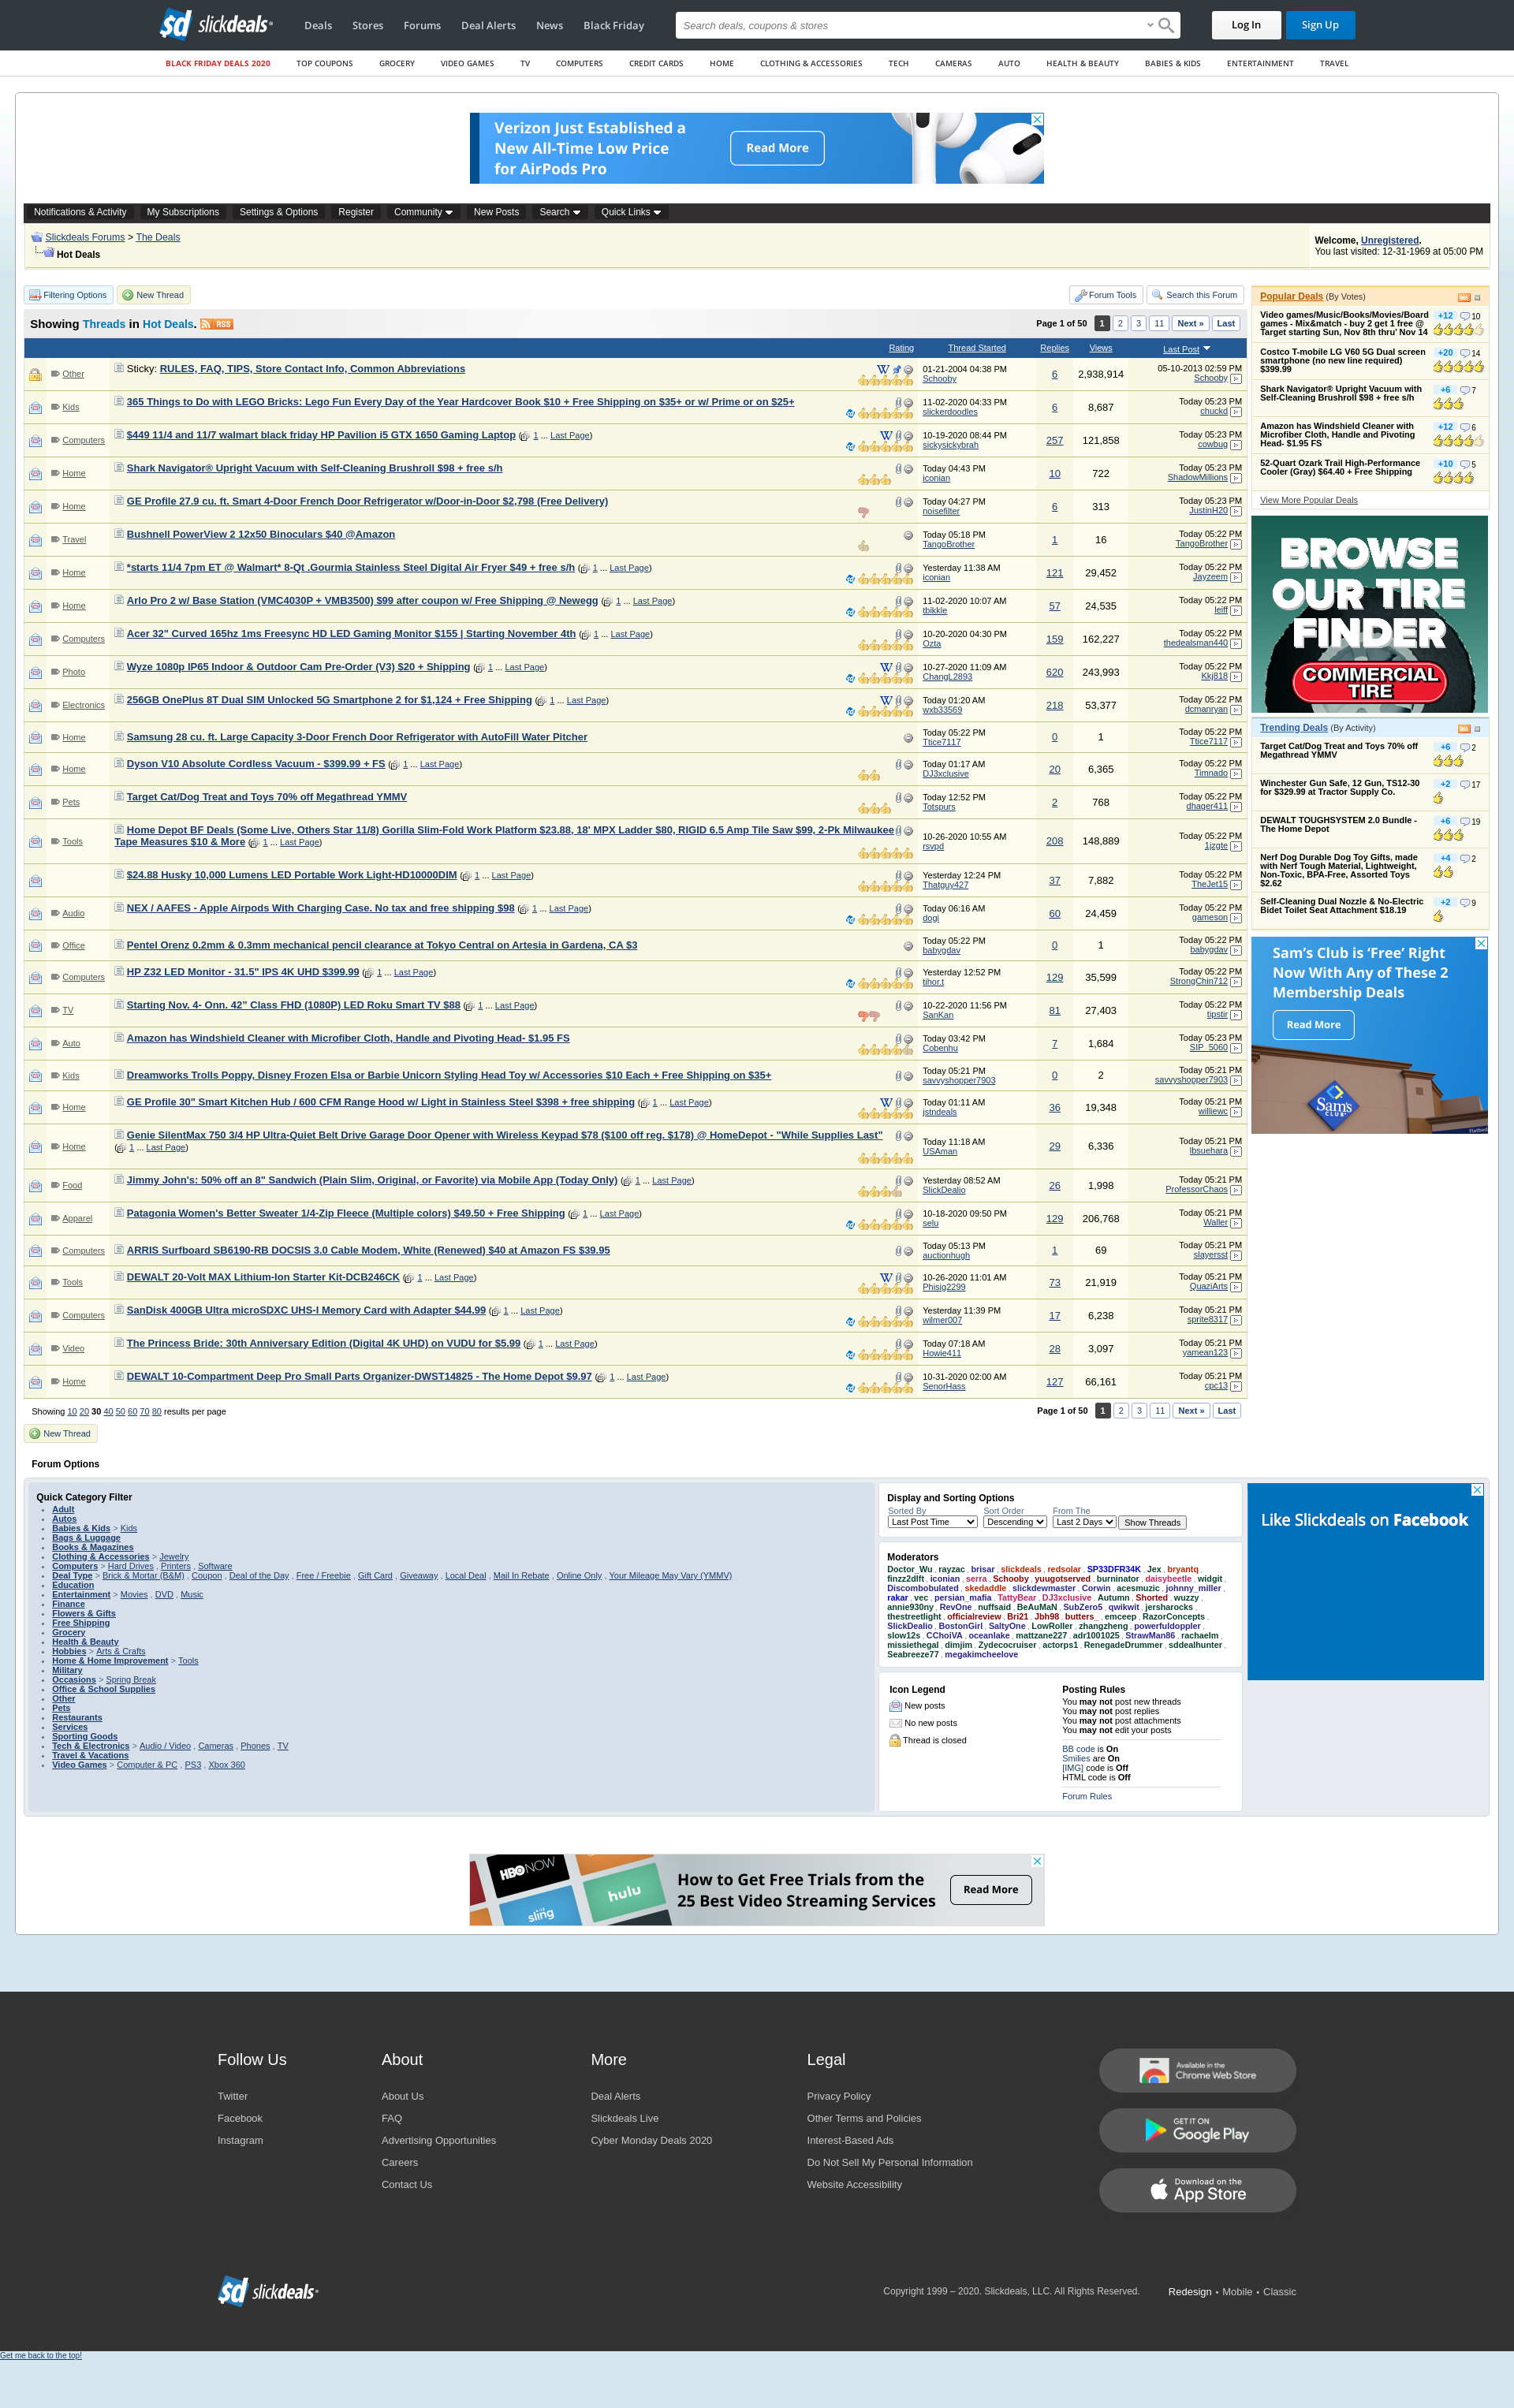 sd slickdeals
Deals Stores Forums Deal Alerts News Black Friday
Search deals, coupons & stores
Log In Sign Up
BLACK FRIDAY DEALS 2020 TOP COUPONS GROCERY VIDEO GAMES TV COMPUTERS CREDIT CARDS HOME CLOTHING & ACCESSORIES TECH CAMERAS AUTO HEALTH & BEAUTY BABIES & KIDS ENTERTAINMENT TRAVEL
Verizon Just Established a
New All-Time Low Price
for AirPods Pro
Read More
Notifications & Activity My Subscriptions Settings & Options Register Community New Posts Search Quick Links
Slickdeals Forums > The Deals
Hot Deals
Welcome, Unregistered.
You last visited: 12-31-1969 at 05:00 PM
Filtering Options New Thread Forum Tools Search this Forum
Showing Threads in Hot Deals. RSS
Page 1 of 50 1 2 3 11 Next » Last
Rating Thread Started Replies Views Last Post
Other Sticky: RULES, FAQ, TIPS, Store Contact Info, Common Abbreviations 01-21-2004 04:38 PM Schooby 6 2,938,914 05-10-2013 02:59 PM Schooby
Kids 365 Things to Do with LEGO Bricks: Lego Fun Every Day of the Year Hardcover Book $10 + Free Shipping on $35+ or w/ Prime or on $25+ 11-02-2020 04:33 PM slickerdoodles 6 8,687 Today 05:23 PM chuckd
Computers $449 11/4 and 11/7 walmart black friday HP Pavilion i5 GTX 1650 Gaming Laptop ( 1 ... Last Page) 10-19-2020 08:44 PM sickysickybrah 257 121,858 Today 05:23 PM cowbug
Home Shark Navigator® Upright Vacuum with Self-Cleaning Brushroll $98 + free s/h Today 04:43 PM iconian 10 722 Today 05:23 PM ShadowMillions
Home GE Profile 27.9 cu. ft. Smart 4-Door French Door Refrigerator w/Door-in-Door $2,798 (Free Delivery) Today 04:27 PM noisefilter 6 313 Today 05:23 PM JustinH20
Travel Bushnell PowerView 2 12x50 Binoculars $40 @Amazon Today 05:18 PM TangoBrother 1 16 Today 05:22 PM TangoBrother
Home *starts 11/4 7pm ET @ Walmart* 8-Qt .Gourmia Stainless Steel Digital Air Fryer $49 + free s/h ( 1 ... Last Page) Yesterday 11:38 AM iconian 121 29,452 Today 05:22 PM Jayzeem
Home Arlo Pro 2 w/ Base Station (VMC4030P + VMB3500) $99 after coupon w/ Free Shipping @ Newegg ( 1 ... Last Page) 11-02-2020 10:07 AM tbikkle 57 24,535 Today 05:22 PM leiff
Computers Acer 32" Curved 165hz 1ms Freesync HD LED Gaming Monitor $155 | Starting November 4th ( 1 ... Last Page) 10-20-2020 04:30 PM Ozta 159 162,227 Today 05:22 PM thedealsman440
Photo Wyze 1080p IP65 Indoor & Outdoor Cam Pre-Order (V3) $20 + Shipping ( 1 ... Last Page) 10-27-2020 11:09 AM ChangL2893 620 243,993 Today 05:22 PM Kkj818
Electronics 256GB OnePlus 8T Dual SIM Unlocked 5G Smartphone 2 for $1,124 + Free Shipping ( 1 ... Last Page) Today 01:20 AM wxb33569 218 53,377 Today 05:22 PM dcmanryan
Home Samsung 28 cu. ft. Large Capacity 3-Door French Door Refrigerator with AutoFill Water Pitcher Today 05:22 PM Ttice7117 0 1 Today 05:22 PM Ttice7117
Home Dyson V10 Absolute Cordless Vacuum - $399.99 + FS ( 1 ... Last Page) Today 01:17 AM DJ3xclusive 20 6,365 Today 05:22 PM Timnado
Pets Target Cat/Dog Treat and Toys 70% off Megathread YMMV Today 12:52 PM Totspurs 2 768 Today 05:22 PM dhager411
Tools Home Depot BF Deals (Some Live, Others Star 11/8) Gorilla Slim-Fold Work Platform $23.88, 18' MPX Ladder $80, RIGID 6.5 Amp Tile Saw $99, 2-Pk Milwaukee
Tape Measures $10 & More ( 1 ... Last Page) 10-26-2020 10:55 AM rsvpd 208 148,889 Today 05:22 PM 1jzgte
$24.88 Husky 10,000 Lumens LED Portable Work Light-HD10000DIM ( 1 ... Last Page) Yesterday 12:24 PM Thatguy427 37 7,882 Today 05:22 PM TheJet15
Audio NEX / AAFES - Apple Airpods With Charging Case. No tax and free shipping $98 ( 1 ... Last Page) Today 06:16 AM dogi 60 24,459 Today 05:22 PM gameson
Office Pentel Orenz 0.2mm & 0.3mm mechanical pencil clearance at Tokyo Central on Artesia in Gardena, CA $3 Today 05:22 PM babygdav 0 1 Today 05:22 PM babygdav
Computers HP Z32 LED Monitor - 31.5" IPS 4K UHD $399.99 ( 1 ... Last Page) Yesterday 12:52 PM tihor.t 129 35,599 Today 05:22 PM StrongChin712
TV Starting Nov. 4- Onn. 42" Class FHD (1080P) LED Roku Smart TV $88 ( 1 ... Last Page) 10-22-2020 11:56 PM SanKan 81 27,403 Today 05:22 PM tipstir
Auto Amazon has Windshield Cleaner with Microfiber Cloth, Handle and Pivoting Head- $1.95 FS Today 03:42 PM Cobenhu 7 1,684 Today 05:23 PM SIP_5060
Kids Dreamworks Trolls Poppy, Disney Frozen Elsa or Barbie Unicorn Styling Head Toy w/ Accessories $10 Each + Free Shipping on $35+ Today 05:21 PM savvyshopper7903 0 2 Today 05:21 PM savvyshopper7903
Home GE Profile 30" Smart Kitchen Hub / 600 CFM Range Hood w/ Light in Stainless Steel $398 + free shipping ( 1 ... Last Page) Today 01:11 AM jstndeals 36 19,348 Today 05:21 PM williewc
Home Genie SilentMax 750 3/4 HP Ultra-Quiet Belt Drive Garage Door Opener with Wireless Keypad $78 ($100 off reg. $178) @ HomeDepot - "While Supplies Last"
( 1 ... Last Page) Today 11:18 AM USAman 29 6,336 Today 05:21 PM lbsuehara
Food Jimmy John's: 50% off an 8" Sandwich (Plain Slim, Original, or Favorite) via Mobile App (Today Only) ( 1 ... Last Page) Yesterday 08:52 AM SlickDealio 26 1,998 Today 05:21 PM ProfessorChaos
Apparel Patagonia Women's Better Sweater 1/4-Zip Fleece (Multiple colors) $49.50 + Free Shipping ( 1 ... Last Page) 10-18-2020 09:50 PM selu 129 206,768 Today 05:21 PM Waller
Computers ARRIS Surfboard SB6190-RB DOCSIS 3.0 Cable Modem, White (Renewed) $40 at Amazon FS $39.95 Today 05:13 PM auctionhugh 1 69 Today 05:21 PM slayersst
Tools DEWALT 20-Volt MAX Lithium-Ion Starter Kit-DCB246CK ( 1 ... Last Page) 10-26-2020 11:01 AM Phisig2299 73 21,919 Today 05:21 PM QuaziArts
Computers SanDisk 400GB Ultra microSDXC UHS-I Memory Card with Adapter $44.99 ( 1 ... Last Page) Yesterday 11:39 PM wilmer007 17 6,238 Today 05:21 PM sprite8317
Video The Princess Bride: 30th Anniversary Edition (Digital 4K UHD) on VUDU for $5.99 ( 1 ... Last Page) Today 07:18 AM Howie411 28 3,097 Today 05:21 PM yamean123
Home DEWALT 10-Compartment Deep Pro Small Parts Organizer-DWST14825 - The Home Depot $9.97 ( 1 ... Last Page) 10-31-2020 02:00 AM SenorHass 127 66,161 Today 05:21 PM cpc13
Showing 10 20 30 40 50 60 70 80 results per page
Page 1 of 50 1 2 3 11 Next » Last
New Thread
Popular Deals (By Votes)
Video games/Music/Books/Movies/Board +12 10
games - Mix&match - buy 2 get 1 free @
Target starting Sun, Nov 8th thru' Nov 14
Costco T-mobile LG V60 5G Dual screen +20 14
smartphone (no new line required)
$399.99
Shark Navigator® Upright Vacuum with +6 7
Self-Cleaning Brushroll $98 + free s/h
Amazon has Windshield Cleaner with +12 6
Microfiber Cloth, Handle and Pivoting
Head- $1.95 FS
52-Quart Ozark Trail High-Performance +10 5
Cooler (Gray) $64.40 + Free Shipping
View More Popular Deals
BROWSE
OUR TIRE
FINDER
COMMERCIAL
TIRE
Trending Deals (By Activity)
Target Cat/Dog Treat and Toys 70% off +6 2
Megathread YMMV
Winchester Gun Safe, 12 Gun, TS12-30 +2 17
for $329.99 at Tractor Supply Co.
DEWALT TOUGHSYSTEM 2.0 Bundle - +6 19
The Home Depot
Nerf Dog Durable Dog Toy Gifts, made +4 2
with Nerf Tough Material, Lightweight,
Non-Toxic, BPA-Free, Assorted Toys
$2.62
Self-Cleaning Dual Nozzle & No-Electric +2 9
Bidet Toilet Seat Attachment $18.19
Sam's Club is 'Free' Right
Now With Any of These 2
Membership Deals
Read More
Sam's
CLUB
Forum Options
Quick Category Filter
Adult
Autos
Babies & Kids > Kids
Bags & Luggage
Books & Magazines
Clothing & Accessories > Jewelry
Computers > Hard Drives , Printers , Software
Deal Type > Brick & Mortar (B&M) , Coupon , Deal of the Day , Free / Freebie , Gift Card , Giveaway , Local Deal , Mail In Rebate , Online Only , Your Mileage May Vary (YMMV)
Education
Entertainment > Movies , DVD , Music
Finance
Flowers & Gifts
Free Shipping
Grocery
Health & Beauty
Hobbies > Arts & Crafts
Home & Home Improvement > Tools
Military
Occasions > Spring Break
Office & School Supplies
Other
Pets
Restaurants
Services
Sporting Goods
Tech & Electronics > Audio / Video , Cameras , Phones , TV
Travel & Vacations
Video Games > Computer & PC , PS3 , Xbox 360
Display and Sorting Options
Sorted By Sort Order From The
Last Post Time Descending Last 2 Days Show Threads
Moderators
Doctor_Wu , rayzac , brisar , slickdeals , redsolar , SP33DFR34K , Jex , bryantq ,
finzz2dlft , iconian , serra , Schooby , yuugotserved , burninator , daisybeetle , widgit ,
Discombobulated , skedaddle , slickdewmaster , Corwin , acesmuzic , johnny_miller ,
rakar , vec , persian_mafia , TattyBear , DJ3xclusive , Autumn , Shorted , wuzzy ,
annie930ny , RevOne , nuffsaid , BeAuMaN , SubZero5 , qwikwit , jersharocks ,
thestreetlight , officialreview , Bri21 , Jbh98 , butters_ , emceep , RazorConcepts ,
SlickDealio , BostonGirl , SaltyOne , LowRoller , zhangzheng , powerfuldoppler ,
slow12s , CChoiVA , oceanlake , mattzane227 , adr1001025 , StrawMan86 , rachaelm ,
missiethegal , dimjim , Zydecocruiser , actorps1 , RenegadeDrummer , sddealhunter ,
Seabreeze77 , megakimcheelove
Icon Legend
New posts
No new posts
Thread is closed
Posting Rules
You may not post new threads
You may not post replies
You may not post attachments
You may not edit your posts
BB code is On
Smilies are On
[IMG] code is Off
HTML code is Off
Forum Rules
Like Slickdeals on Facebook
HBO NOW
hulu
How to Get Free Trials from the
25 Best Video Streaming Services
Read More
Follow Us
Twitter
Facebook
Instagram
About
About Us
FAQ
Advertising Opportunities
Careers
Contact Us
More
Deal Alerts
Slickdeals Live
Cyber Monday Deals 2020
Legal
Privacy Policy
Other Terms and Policies
Interest-Based Ads
Do Not Sell My Personal Information
Website Accessibility
Available in the
Chrome Web Store
GET IT ON
Google Play
Download on the
App Store
sd slickdeals
Copyright 1999 – 2020. Slickdeals, LLC. All Rights Reserved.
Redesign • Mobile • Classic
Get me back to the top!